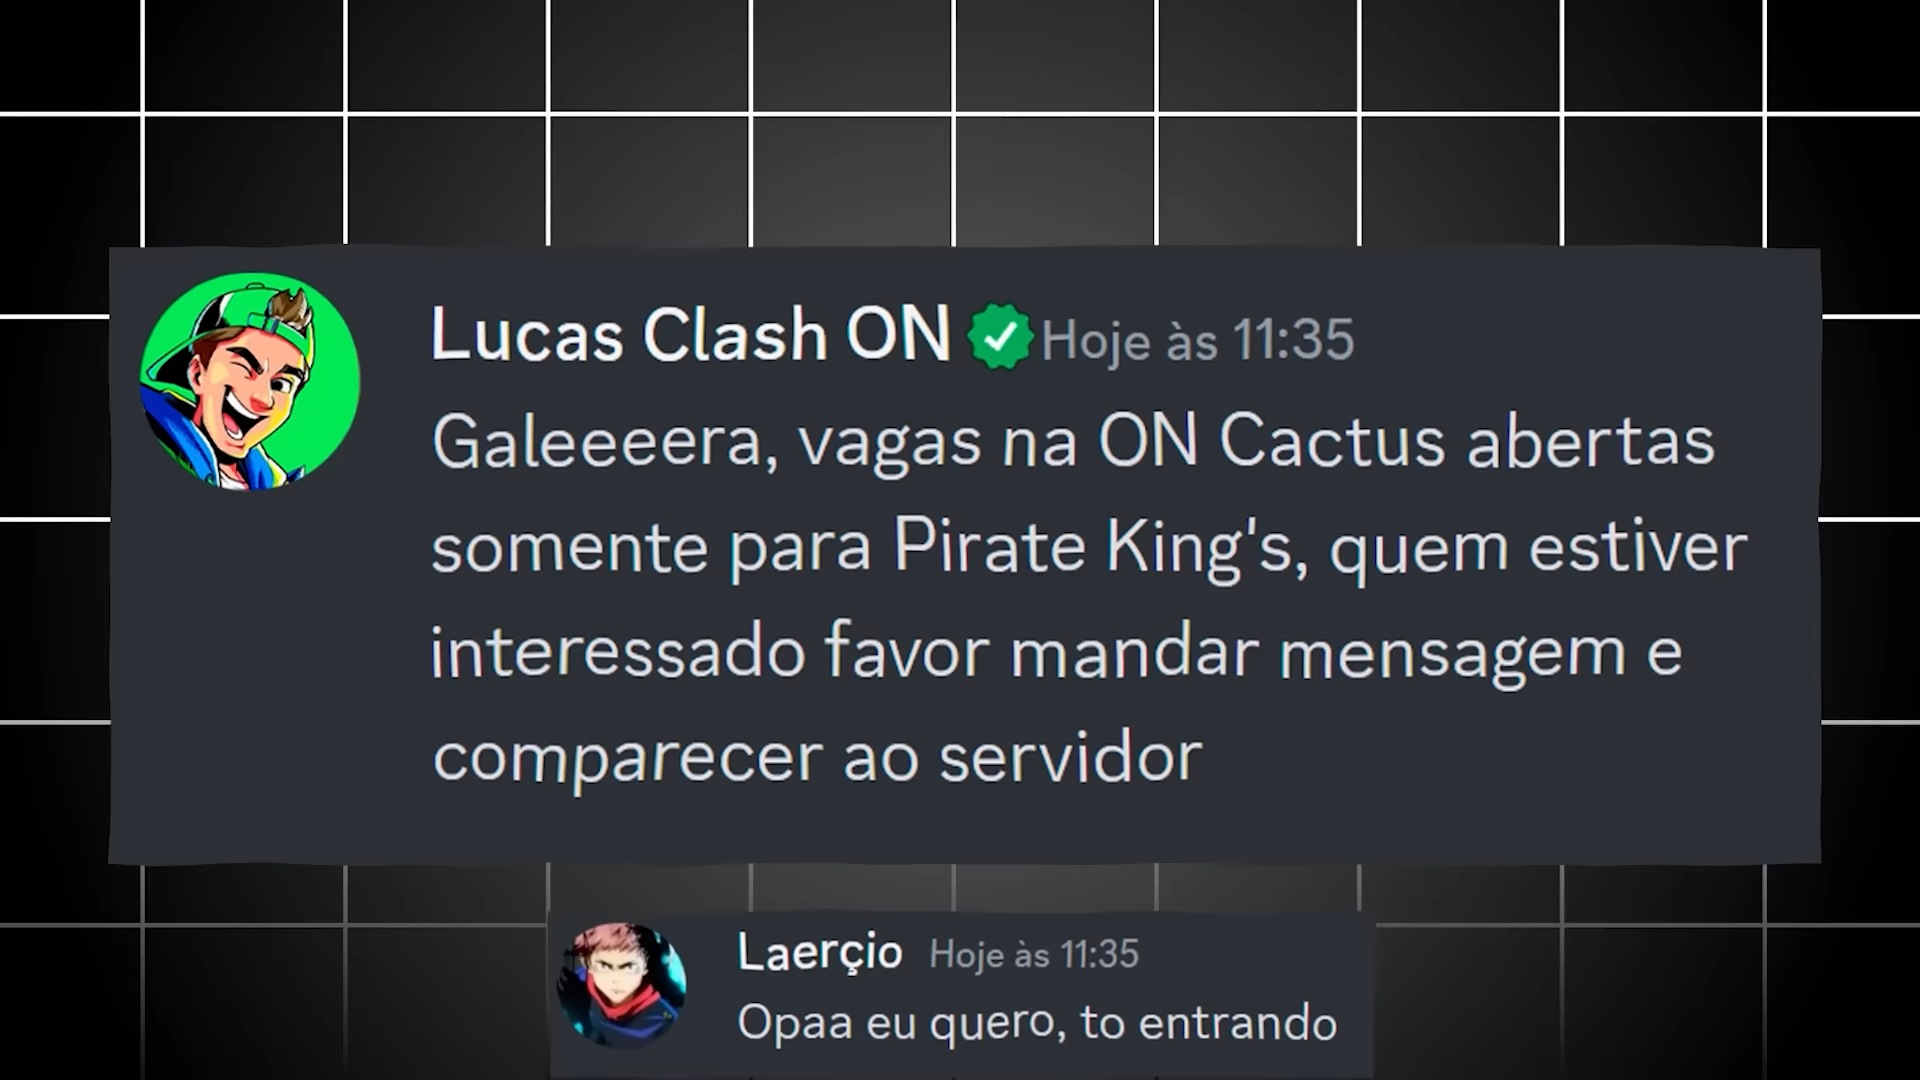 Lucas Clash ON Hoje às 11:35
Galeeeera, vagas na ON Cactus abertas
somente para Pirate King's, quem estiver
interessado favor mandar mensagem e
comparecer ao servidor
Laerçio Hoje às 11:35
Opaa eu quero, to entrando